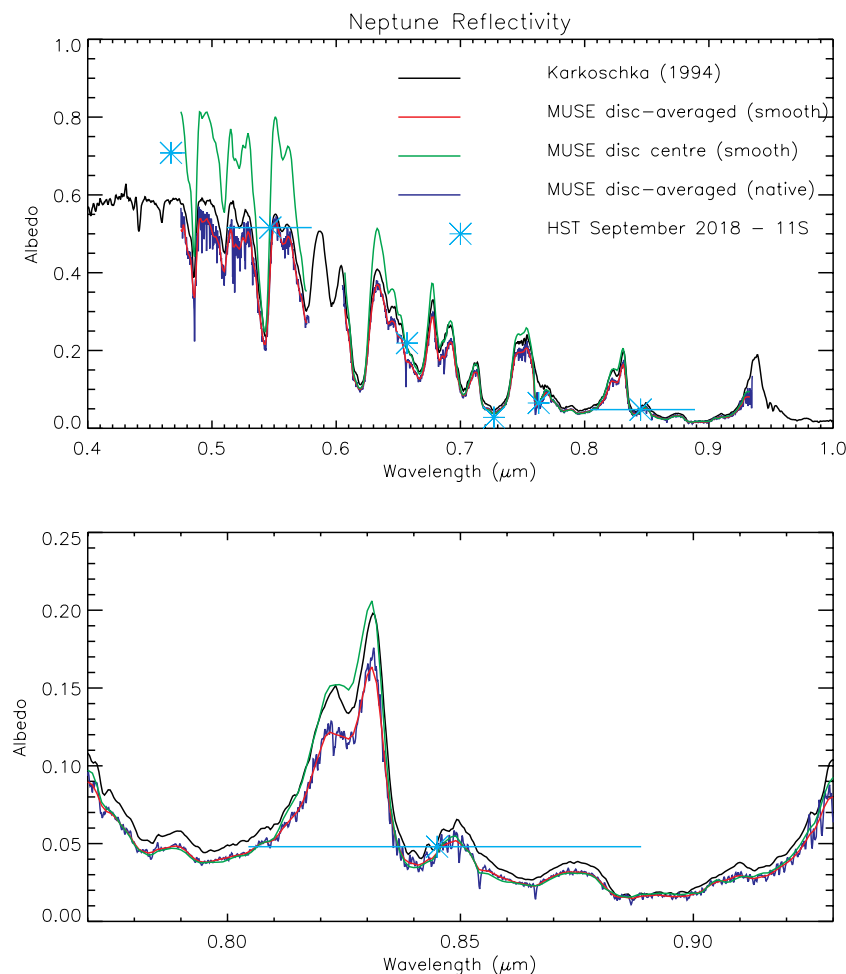 Neptune Reflectivity
1.0
0.8
0.6
0.4
0.2
0.0
Albedo
Karkoschka (1994)
MUSE disc-averaged (smooth)
MUSE disc centre (smooth)
MUSE disc-averaged (native)
HST September 2018 - 11S
0.4 0.5 0.6 0.7 0.8 0.9 1.0
Wavelength (μm)
0.25
0.20
0.15
0.10
0.05
0.00
Albedo
0.80 0.85 0.90
Wavelength (μm)